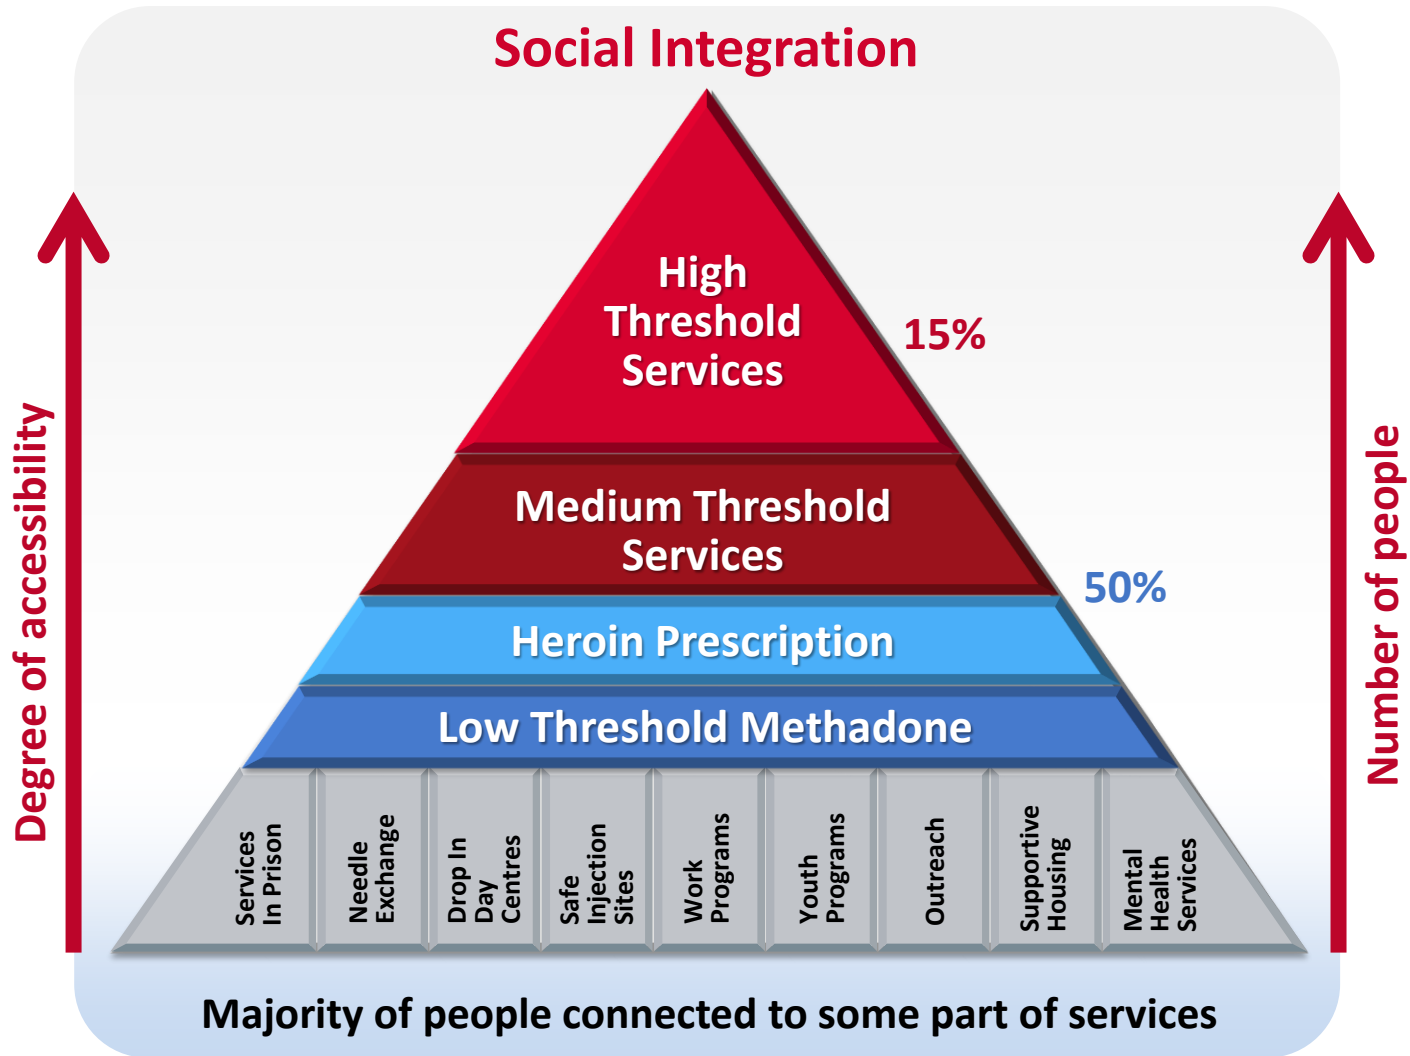 Social Integration
High
Threshold
Services
15%
Medium Threshold
Services
50%
Heroin Prescription
Low Threshold Methadone
Services
In Prison
Needle
Exchange
Drop In
Day
Centres
Safe
Injection
Sites
Work
Programs
Youth
Programs
Outreach
Supportive
Housing
Mental
Health
Services
Degree of accessibility
Number of people
Majority of people connected to some part of services